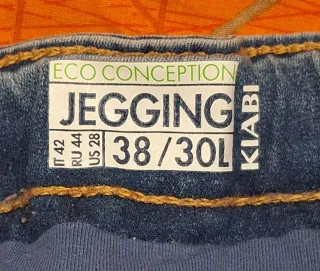 ECO CONCEPTION
JEGGING
KIABI
IT 42
RU 44
US 28
38/30L